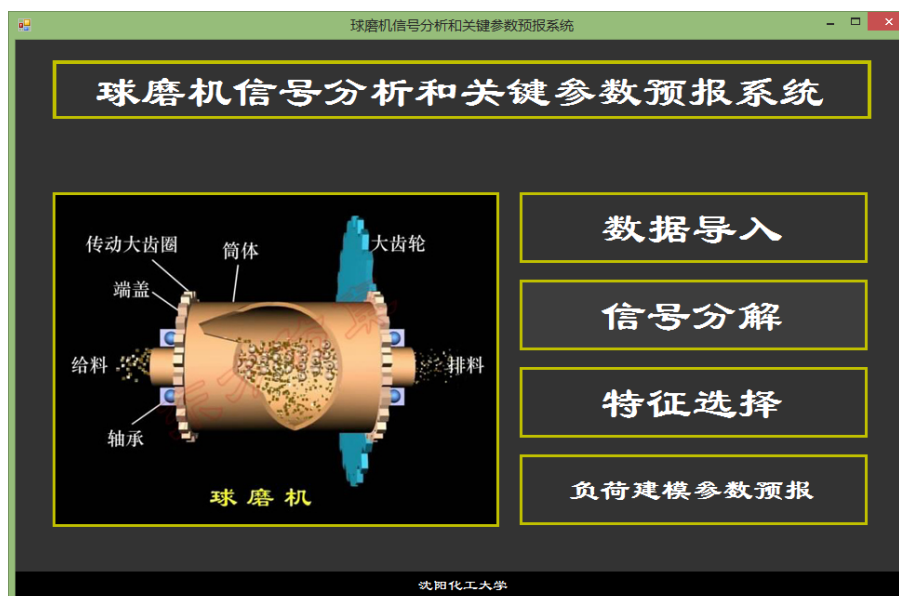 球磨机信号分析和关键参数预报系统
球磨机信号分析和关键参数预报系统
传动大齿圈
筒体
大齿轮
端盖
给料
排料
轴承
球磨机
数据导入
信号分解
特征选择
负荷建模参数预报
沈阳化工大学